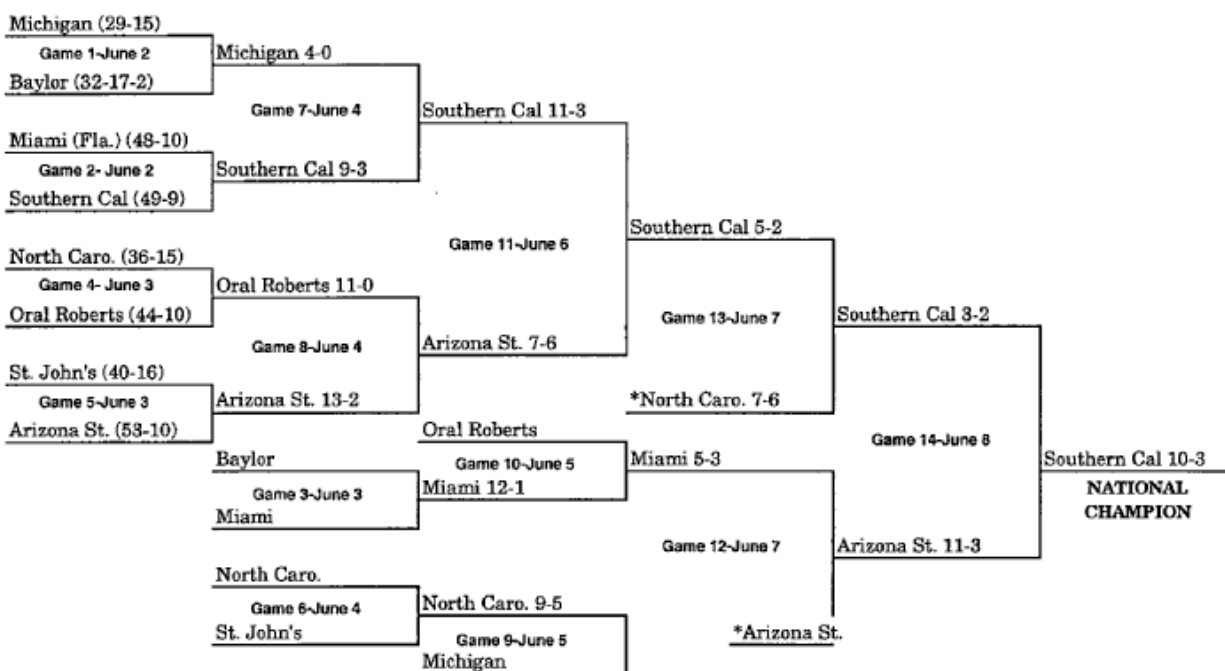 Michigan (29-15)
Game 1-June 2
Michigan 4-0
Baylor (32-17-2)
Game 7-June 4
Southern Cal 11-3
Miami (Fla.) (48-10)
Game 2- June 2
Southern Cal 9-3
Southern Cal (49-9)
Southern Cal 5-2
Game 11-June 6
North Caro. (36-15)
Game 4- June 3
Oral Roberts 11-0
Oral Roberts (44-10)
Southern Cal 3-2
Game 13-June 7
Game 8-June 4
Arizona St. 7-6
St. John's (40-16)
Game 5-June 3
Arizona St. 13-2
*North Caro. 7-6
Arizona St. (53-10)
Oral Roberts
Game 14-June 8
Baylor
Game 10-June 5
Miami 5-3
Southern Cal 10-3
Game 3-June 3
Miami 12-1
NATIONAL
CHAMPION
Miami
Game 12-June 7
Arizona St. 11-3
North Caro.
Game 6-June 4
North Caro. 9-5
St. John's
*Arizona St.
Game 9-June 5
Michigan